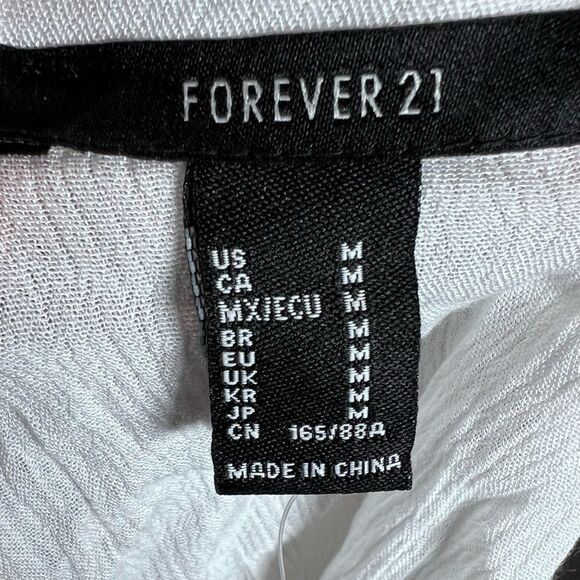 FOREVER 21
US M
CA M
MX/ECU M
BR M
EU M
UK M
KR M
JP M
CN 165/88A
MADE IN CHINA